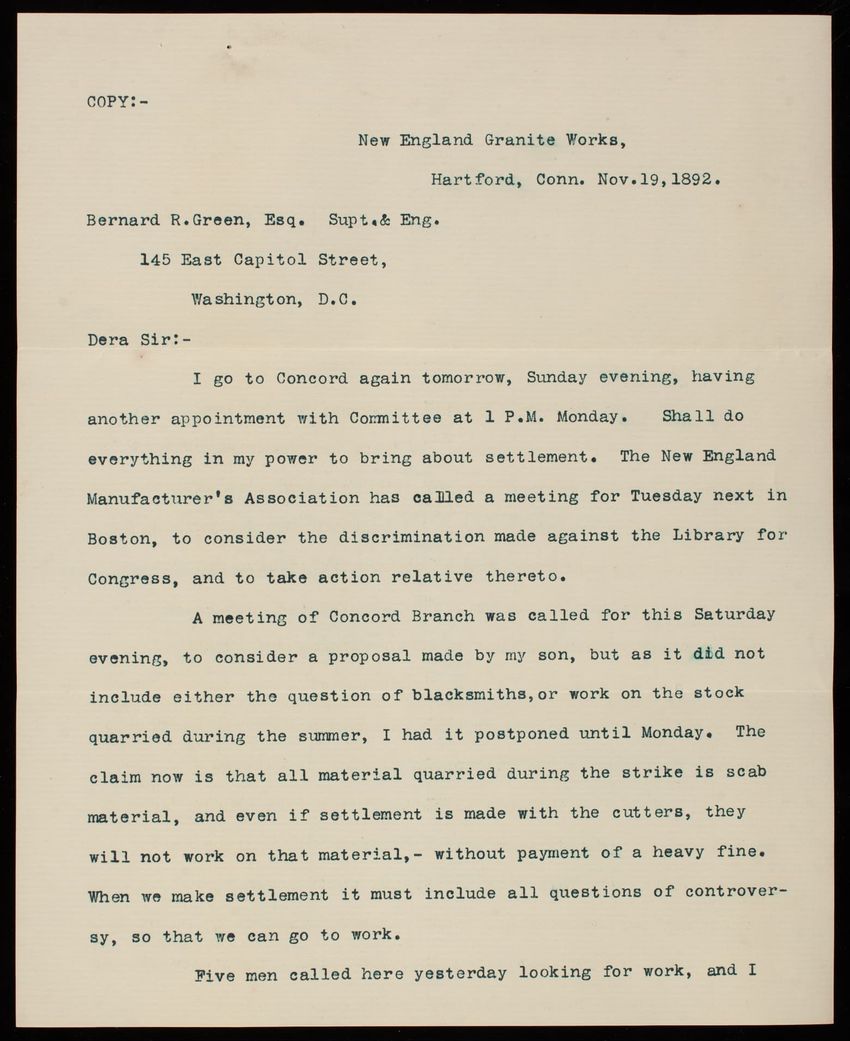 COPY:-
New England Granite Works,
Hartford, Conn. Nov.19,1892.
Bernard R.Green, Esq. Supt.& Eng.
145 East Capitol Street,
Washington, D.C.
Dera Sir:-
I go to Concord again tomorrow, Sunday evening, having
another appointment with Committee at 1 P.M. Monday. Shall do
everything in my power to bring about settlement. The New England
Manufacturer's Association has called a meeting for Tuesday next in
Boston, to consider the discrimination made against the Library for
Congress, and to take action relative thereto.
A meeting of Concord Branch was called for this Saturday
evening, to consider a proposal made by my son, but as it did not
include either the question of blacksmiths,or work on the stock
quarried during the summer, I had it postponed until Monday. The
claim now is that all material quarried during the strike is scab
material, and even if settlement is made with the cutters, they
will not work on that material,- without payment of a heavy fine.
When we make settlement it must include all questions of controver-
sy, so that we can go to work.
Five men called here yesterday looking for work, and I